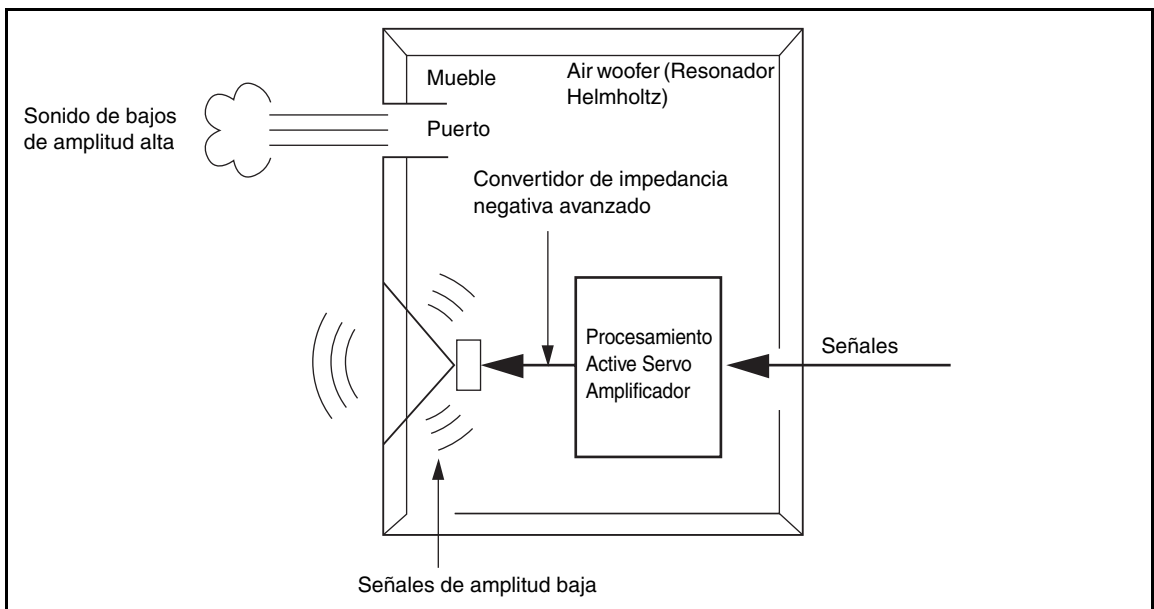 Mueble
Air woofer (Resonador
Helmholtz)
Sonido de bajos
de amplitud alta
Puerto
Convertidor de impedancia
negativa avanzado
Procesamiento
Active Servo
Amplificador
Señales
Señales de amplitud baja